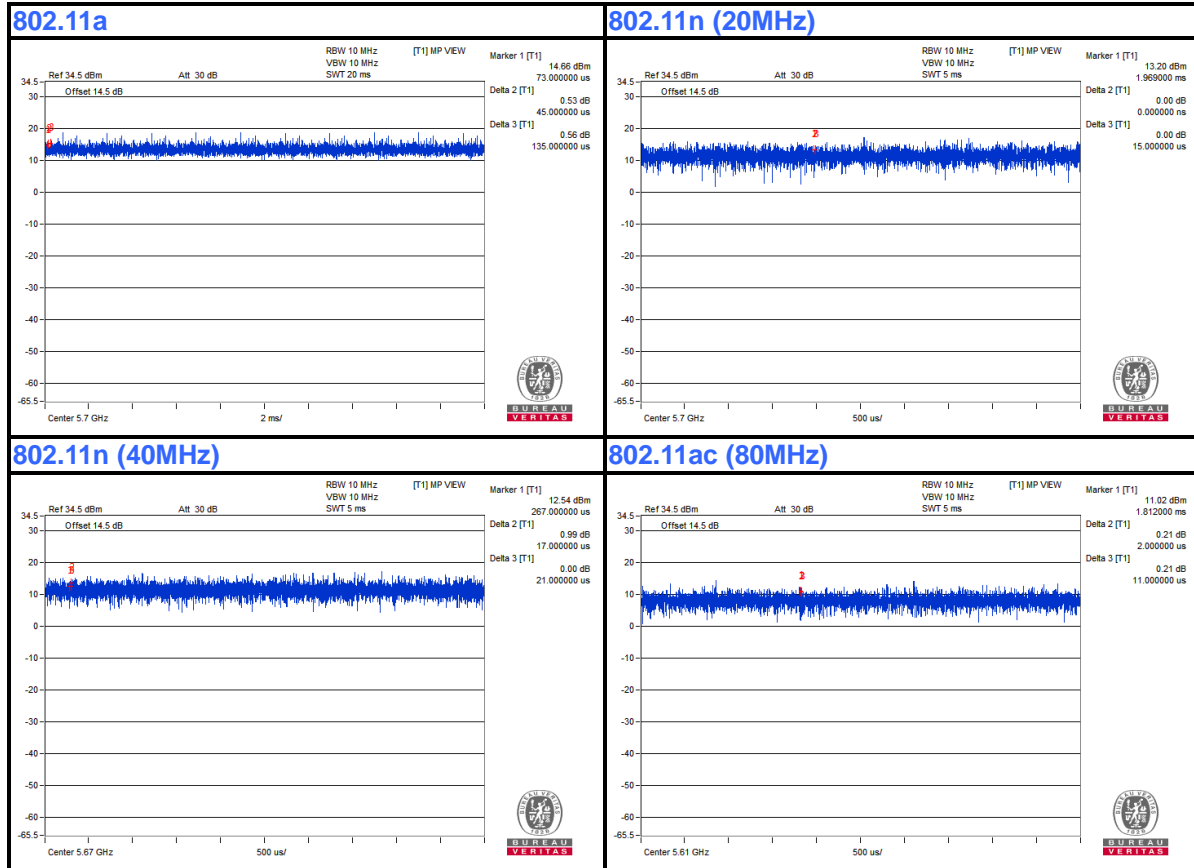 802.11a
RBW 10 MHz [T1] MP VIEW
VBW 10 MHz
Ref 34.5 dBm Att 30 dB SWT 20 ms
Marker 1 [T1]
14.66 dBm
73.000000 us
Delta 2 [T1]
0.53 dB
45.000000 us
Delta 3 [T1]
0.56 dB
135.000000 us
Offset 14.5 dB
34.5
30
20
10
0
-10
-20
-30
-40
-50
-60
-65.5
Center 5.7 GHz 2 ms/
BUREAU VERITAS
1828
BUREAU
VERITAS
802.11n (20MHz)
RBW 10 MHz [T1] MP VIEW
VBW 10 MHz
Ref 34.5 dBm Att 30 dB SWT 5 ms
Marker 1 [T1]
13.20 dBm
1.969000 ms
Delta 2 [T1]
0.00 dB
0.000000 ns
Delta 3 [T1]
0.00 dB
15.000000 us
Offset 14.5 dB
34.5
30
20
10
0
-10
-20
-30
-40
-50
-60
-65.5
Center 5.7 GHz 500 us/
BUREAU VERITAS
1828
BUREAU
VERITAS
802.11n (40MHz)
RBW 10 MHz [T1] MP VIEW
VBW 10 MHz
Ref 34.5 dBm Att 30 dB SWT 5 ms
Marker 1 [T1]
12.54 dBm
267.000000 us
Delta 2 [T1]
0.99 dB
17.000000 us
Delta 3 [T1]
0.00 dB
21.000000 us
Offset 14.5 dB
34.5
30
20
10
0
-10
-20
-30
-40
-50
-60
-65.5
Center 5.67 GHz 500 us/
BUREAU VERITAS
1828
BUREAU
VERITAS
802.11ac (80MHz)
RBW 10 MHz [T1] MP VIEW
VBW 10 MHz
Ref 34.5 dBm Att 30 dB SWT 5 ms
Marker 1 [T1]
11.02 dBm
1.812000 ms
Delta 2 [T1]
0.21 dB
2.000000 us
Delta 3 [T1]
0.21 dB
11.000000 us
Offset 14.5 dB
34.5
30
20
10
0
-10
-20
-30
-40
-50
-60
-65.5
Center 5.61 GHz 500 us/
BUREAU VERITAS
1828
BUREAU
VERITAS